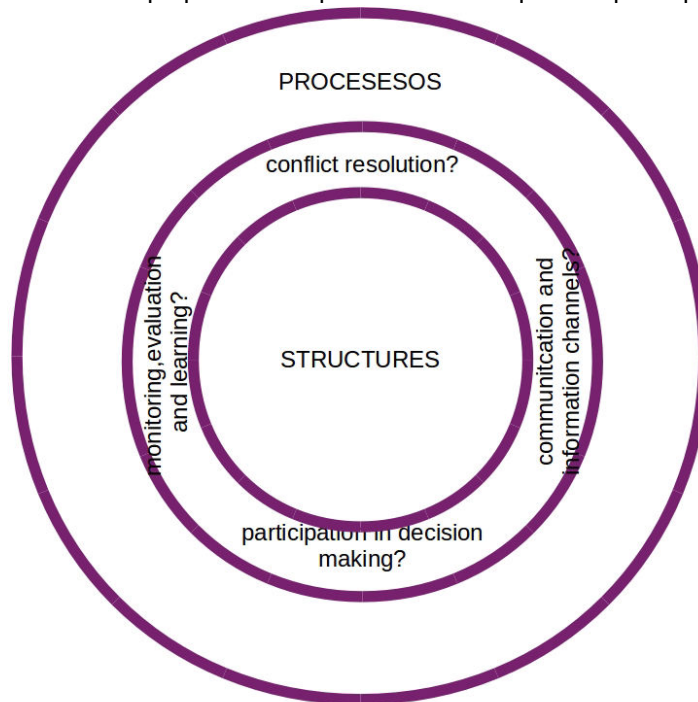 PROCESESOS
conflict resolution?
monitoring,evaluation
and learning?
STRUCTURES
communitcation and
information channels?
participation in decision
making?